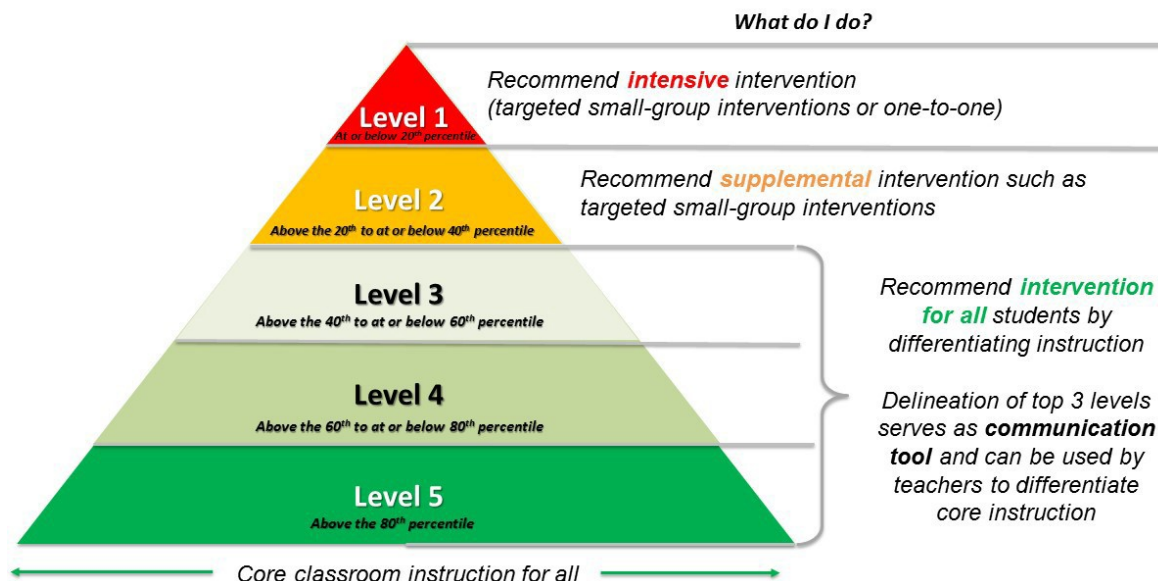 What do I do?
Recommend intensive intervention
(targeted small-group interventions or one-to-one)
Level 1
At or below 20th percentile
Recommend supplemental intervention such as
targeted small-group interventions
Level 2
Above the 20th to at or below 40th percentile
Level 3
Above the 40th to at or below 60th percentile
Level 4
Above the 60th to at or below 80th percentile
Level 5
Above the 80th percentile
Recommend intervention
for all students by
differentiating instruction
Delineation of top 3 levels
serves as communication
tool and can be used by
teachers to differentiate
core instruction
Core classroom instruction for all